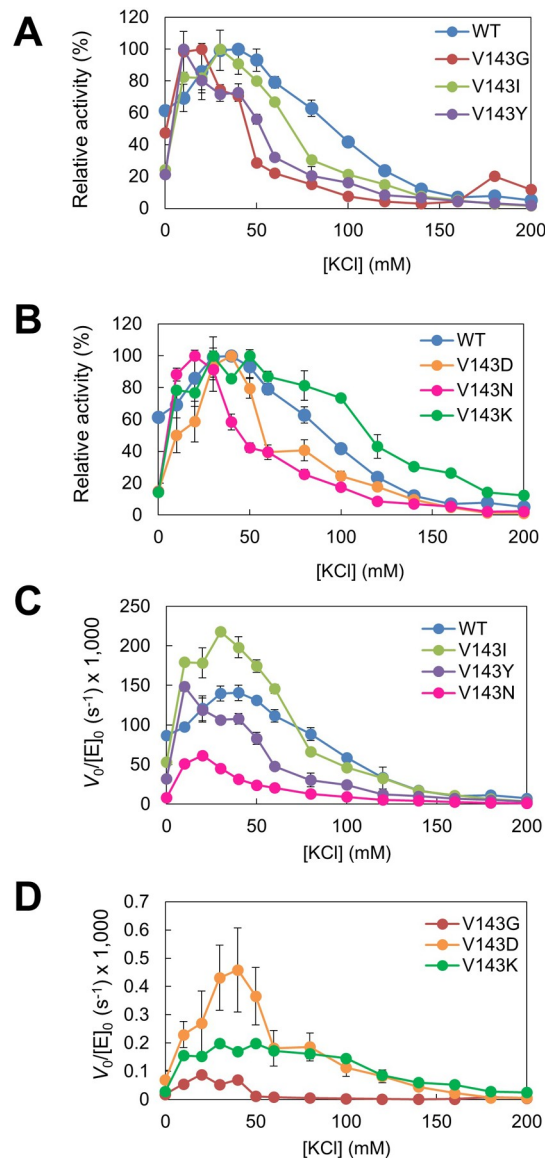 A
Relative activity (%)
120
100
80
60
40
20
0
0 50 100 150 200
[KCl] (mM)
WT
V143G
V143I
V143Y
B
Relative activity (%)
120
100
80
60
40
20
0
0 50 100 150 200
[KCl] (mM)
WT
V143D
V143N
V143K
C
V0/[E]0 (s-1) x 1,000
250
200
150
100
50
0
0 50 100 150 200
[KCl] (mM)
WT
V143I
V143Y
V143N
D
V0/[E]0 (s-1) x 1,000
0.7
0.6
0.5
0.4
0.3
0.2
0.1
0
0 50 100 150 200
[KCl] (mM)
V143G
V143D
V143K